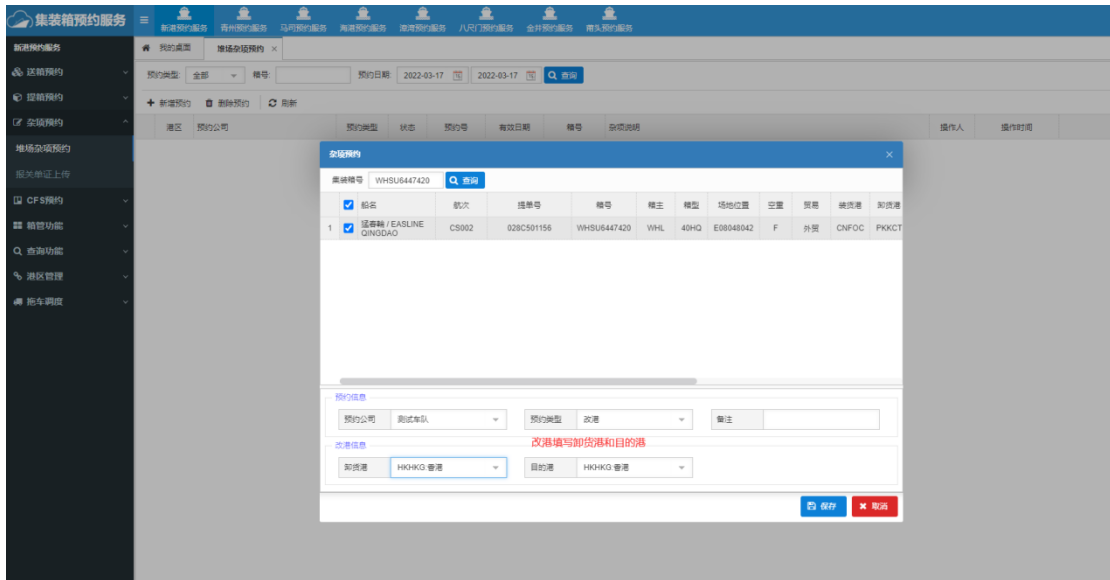 集装箱预约服务
新港预约服务 青州预约服务 马可预约服务 海港预约服务 漳湾预约服务 八尺门预约服务 金井预约服务 南头预约服务
新港预约服务
我的桌面 堆场杂项预约 ×
送箱预约
提箱预约
杂项预约
堆场杂项预约
报关单证上传
CFS预约
箱管功能
查询功能
港区管理
拖车调度
预约类型: 全部 箱号: 预约日期: 2022-03-17 2022-03-17 查询
新增预约 删除预约 刷新
港区 预约公司 预约类型 状态 预约号 有效日期 箱号 杂项说明 操作人 操作时间
杂项预约 ×
集装箱号 WHSU6447420 查询
船名 航次 提单号 箱号 箱主 箱型 场地位置 空重 贸易 装货港 卸货港
1 猛春輪 / EASLINE QINGDAO CS002 028C501156 WHSU6447420 WHL 40HQ E08048042 F 外贸 CNFOC PKKCT
预约信息
预约公司 测试车队 预约类型 改港 备注
改港信息
改港填写卸货港和目的港
卸货港 HKHKG:香港 目的港 HKHKG:香港
保存 取消